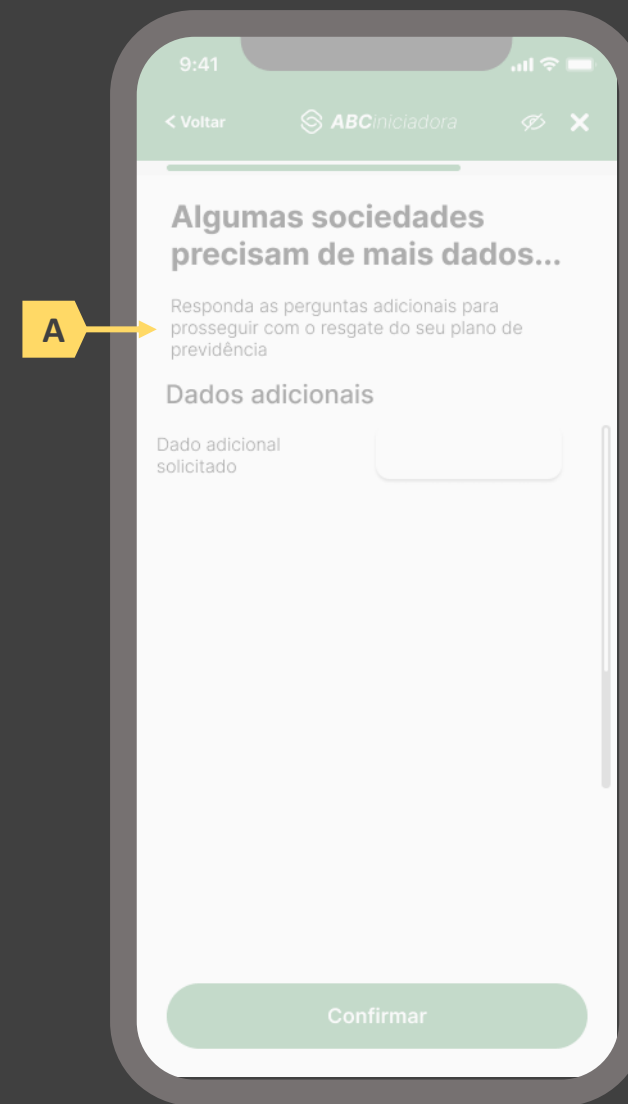 9:41
< Voltar
ABCiniciadora
Algumas sociedades
precisam de mais dados...
Responda as perguntas adicionais para
prosseguir com o resgate do seu plano de
previdência
A
Dados adicionais
Dado adicional
solicitado
Confirmar